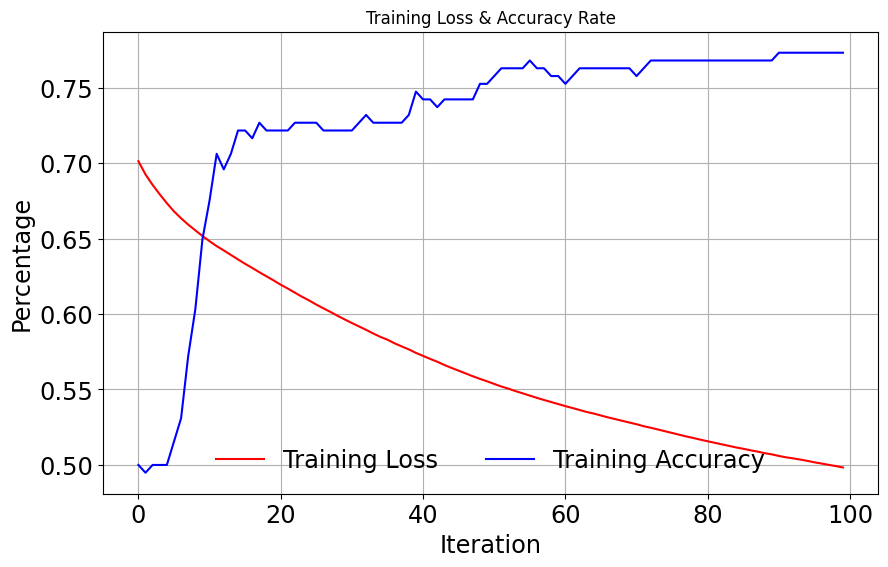 Training Loss & Accuracy Rate
Percentage
0.75
0.70
0.65
0.60
0.55
0.50
Training Loss
Training Accuracy
0 20 40 60 80 100
Iteration